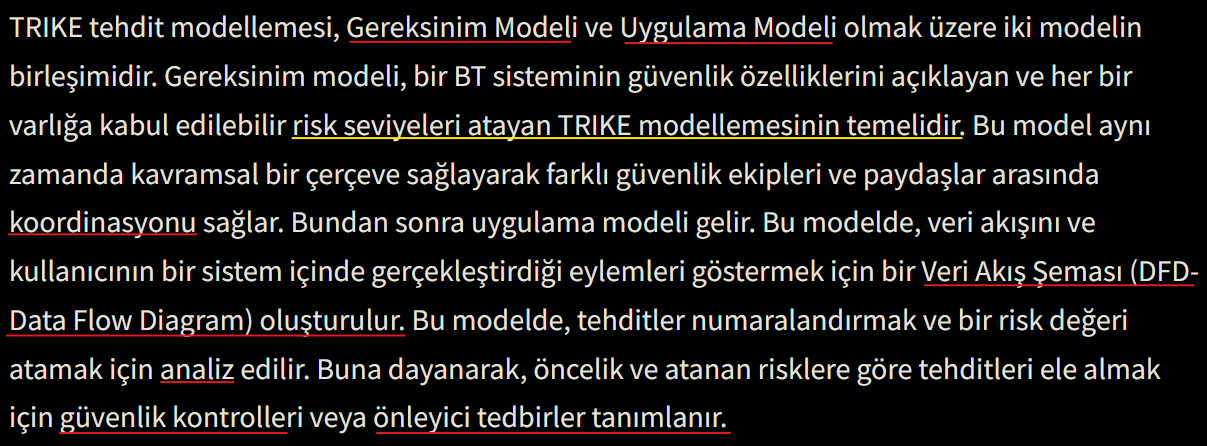 TRIKE tehdit modellemesi, Gereksinim Modeli ve Uygulama Modeli olmak üzere iki modelin
birleşimidir. Gereksinim modeli, bir BT sisteminin güvenlik özelliklerini açıklayan ve her bir
varlığa kabul edilebilir risk seviyeleri atayan TRIKE modellemesinin temelidir. Bu model aynı
zamanda kavramsal bir çerçeve sağlayarak farklı güvenlik ekipleri ve paydaşlar arasında
koordinasyonu sağlar. Bundan sonra uygulama modeli gelir. Bu modelde, veri akışını ve
kullanıcının bir sistem içinde gerçekleştirdiği eylemleri göstermek için bir Veri Akış Şeması (DFD-
Data Flow Diagram) oluşturulur. Bu modelde, tehditler numaralandırmak ve bir risk değeri
atamak için analiz edilir. Buna dayanarak, öncelik ve atanan risklere göre tehditleri ele almak
için güvenlik kontrolleri veya önleyici tedbirler tanımlanır.